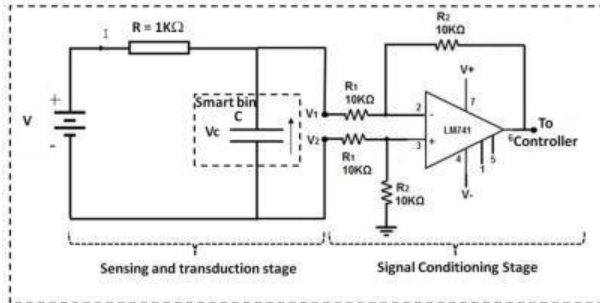 I
R = 1KΩ
R2
10KΩ
V+
Smart bin
C
V1
R1
10KΩ
2
-
7
+
V
-
Vc
LM741
6
To
Controller
V2
3
+
4
1
5
R1
10KΩ
R2
10KΩ
V-
Sensing and transduction stage
Signal Conditioning Stage